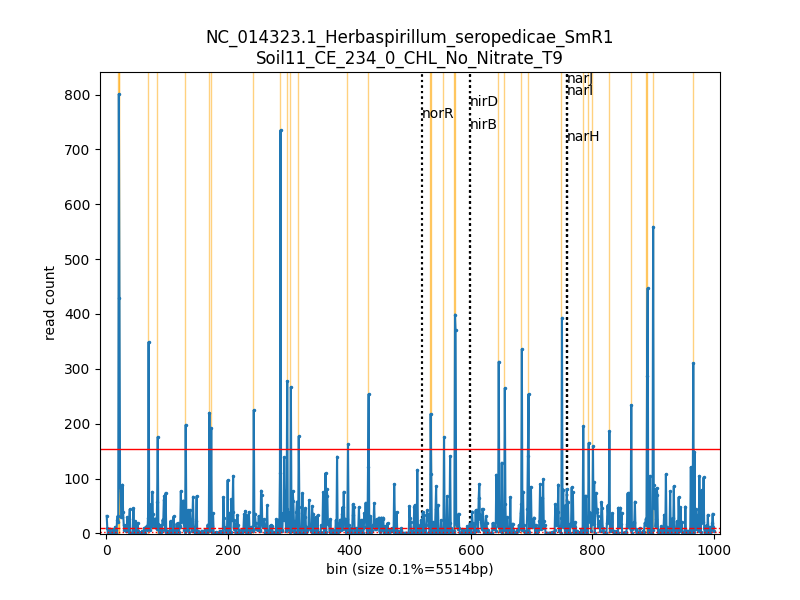 NC_014323.1_Herbaspirillum_seropedicae_SmR1
Soil11_CE_234_0_CHL_No_Nitrate_T9
narJ
narI
nirD
norR
nirB
narH
800
700
600
500
400
300
200
100
0
read count
0 200 400 600 800 1000
bin (size 0.1%=5514bp)